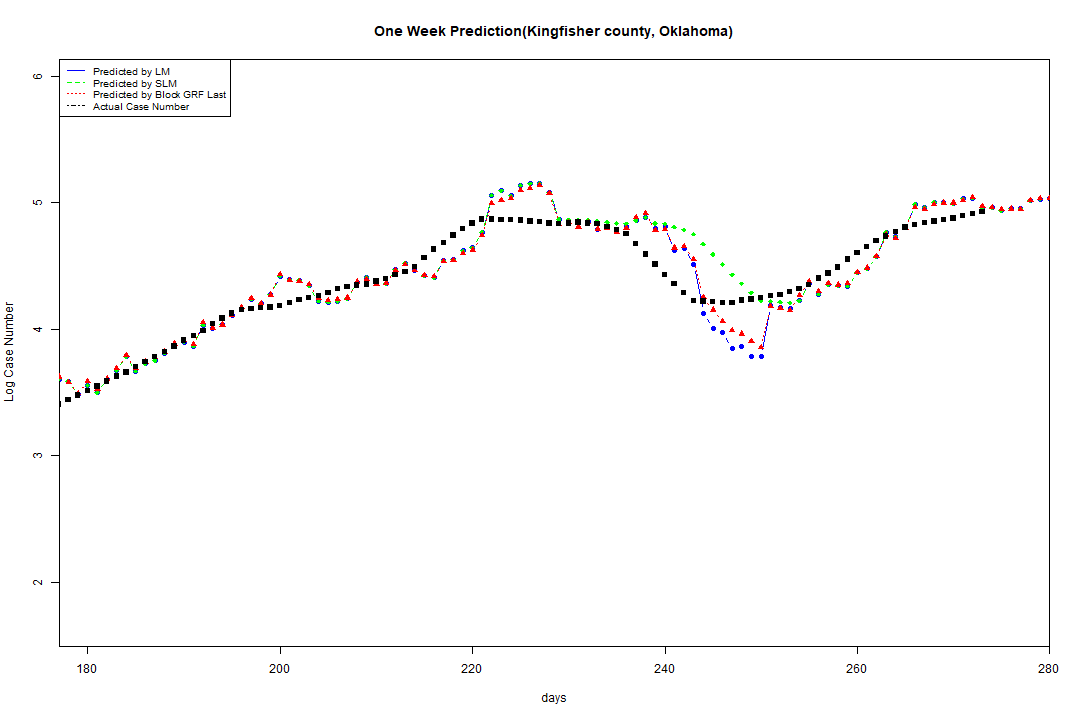 One Week Prediction(Kingfisher county, Oklahoma)
Predicted by LM
Predicted by SLM
Predicted by Block GRF Last
Actual Case Number
6
5
4
3
2
Log Case Number
180 200 220 240 260 280
days